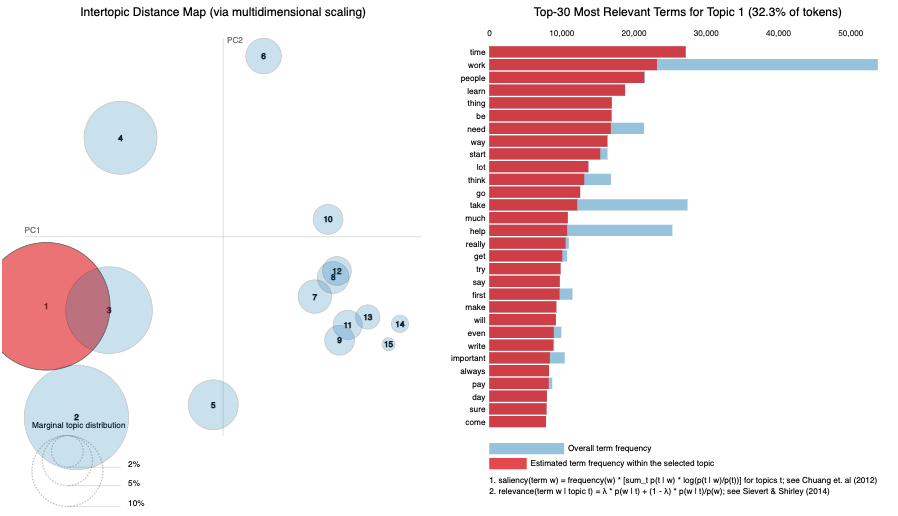 Intertopic Distance Map (via multidimensional scaling)
PC2
PC1
6
4
10
12
8
7
1
3
13
11
14
9
15
5
2
Marginal topic distribution
2%
5%
10%
Top-30 Most Relevant Terms for Topic 1 (32.3% of tokens)
0 10,000 20,000 30,000 40,000 50,000
time
work
people
learn
thing
be
need
way
start
lot
think
go
take
much
help
really
get
try
say
first
make
will
even
write
important
always
pay
day
sure
come
Overall term frequency
Estimated term frequency within the selected topic
1. saliency(term w) = frequency(w) * [sum_t p(t | w) * log(p(t | w)/p(t))] for topics t; see Chuang et. al (2012)
2. relevance(term w | topic t) = λ * p(w | t) + (1 - λ) * p(w | t)/p(w); see Sievert & Shirley (2014)